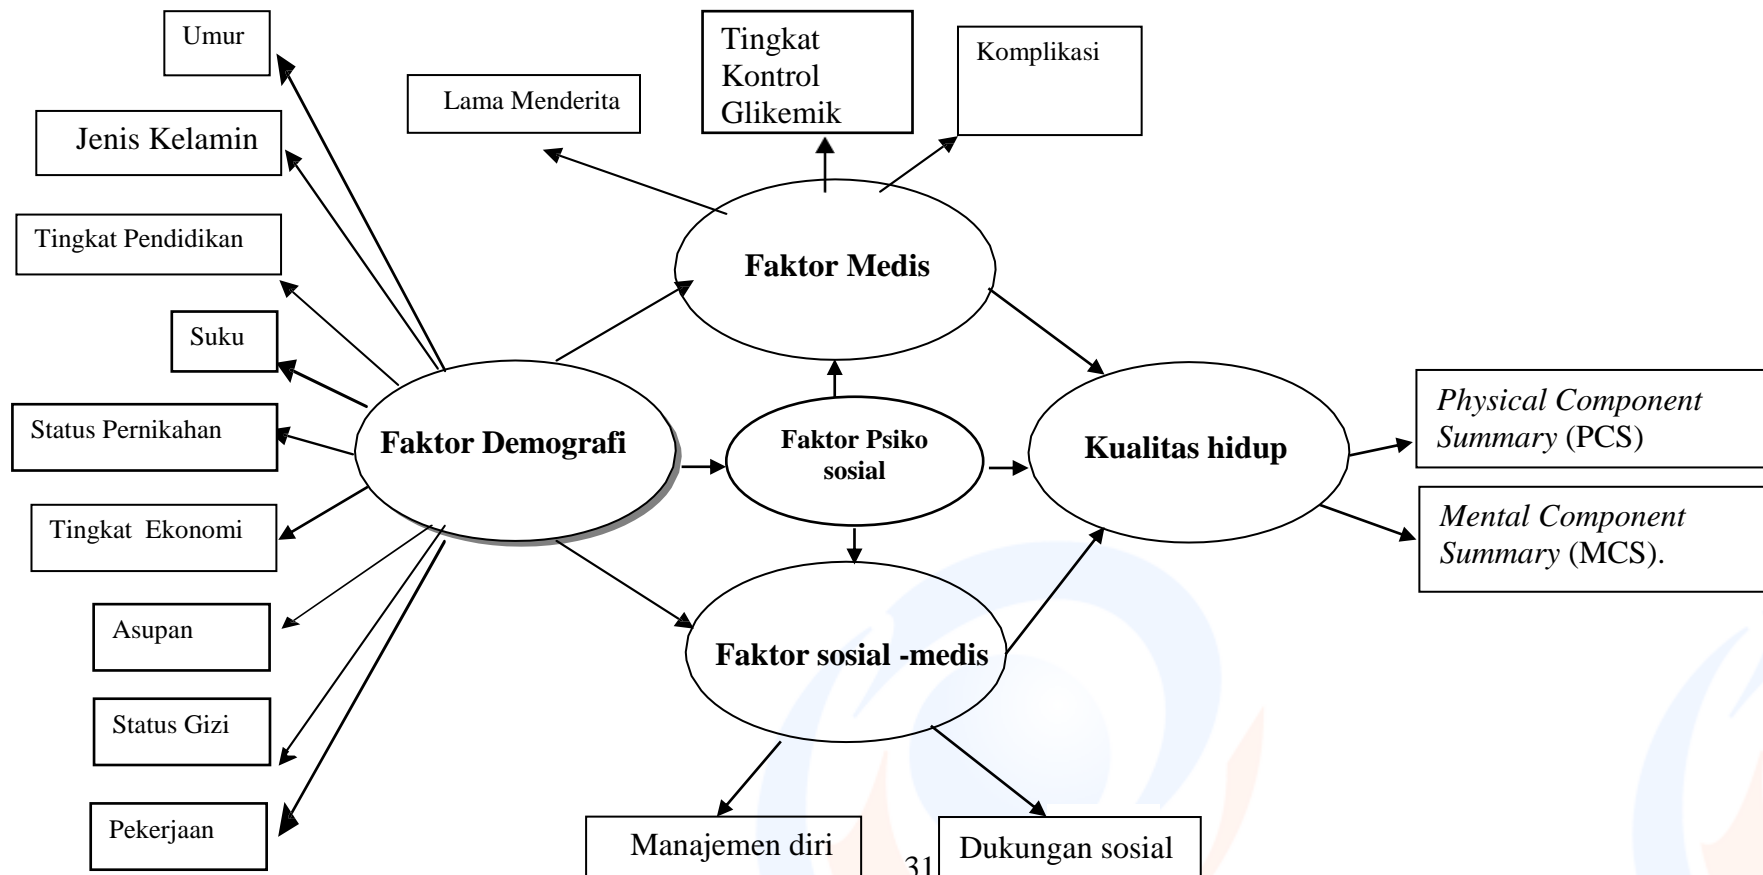 Umur
Jenis Kelamin
Tingkat Pendidikan
Suku
Status Pernikahan
Tingkat Ekonomi
Asupan
Status Gizi
Pekerjaan
Lama Menderita
Tingkat
Kontrol
Glikemik
Komplikasi
Faktor Medis
Faktor Demografi
Faktor Psiko
sosial
Kualitas hidup
Physical Component
Summary (PCS)
Mental Component
Summary (MCS).
Faktor sosial -medis
Manajemen diri
31
Dukungan sosial